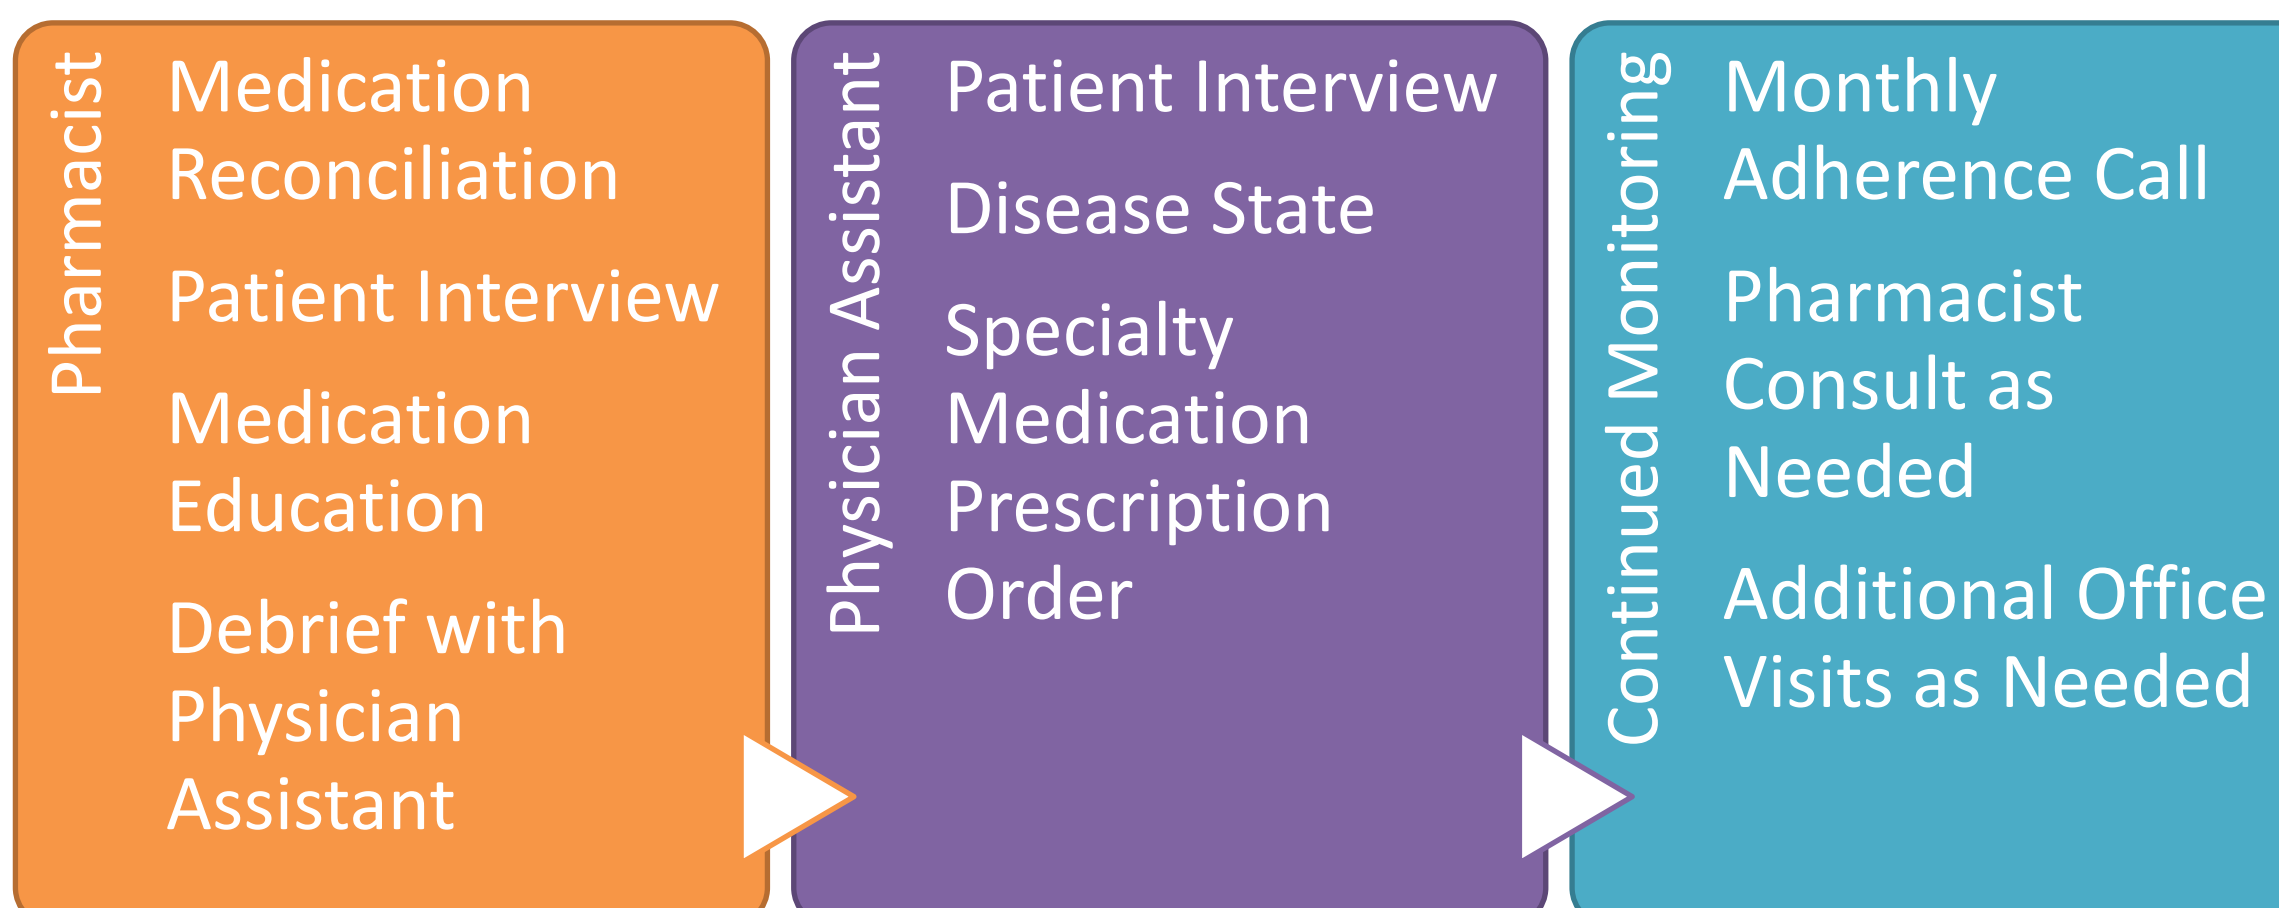 Pharmacist
Medication
Reconciliation
Patient Interview
Medication
Education
Debrief with
Physician
Assistant
Physician Assistant
Patient Interview
Disease State
Specialty
Medication
Prescription
Order
Continued Monitoring
Monthly
Adherence Call
Pharmacist
Consult as
Needed
Additional Office
Visits as Needed